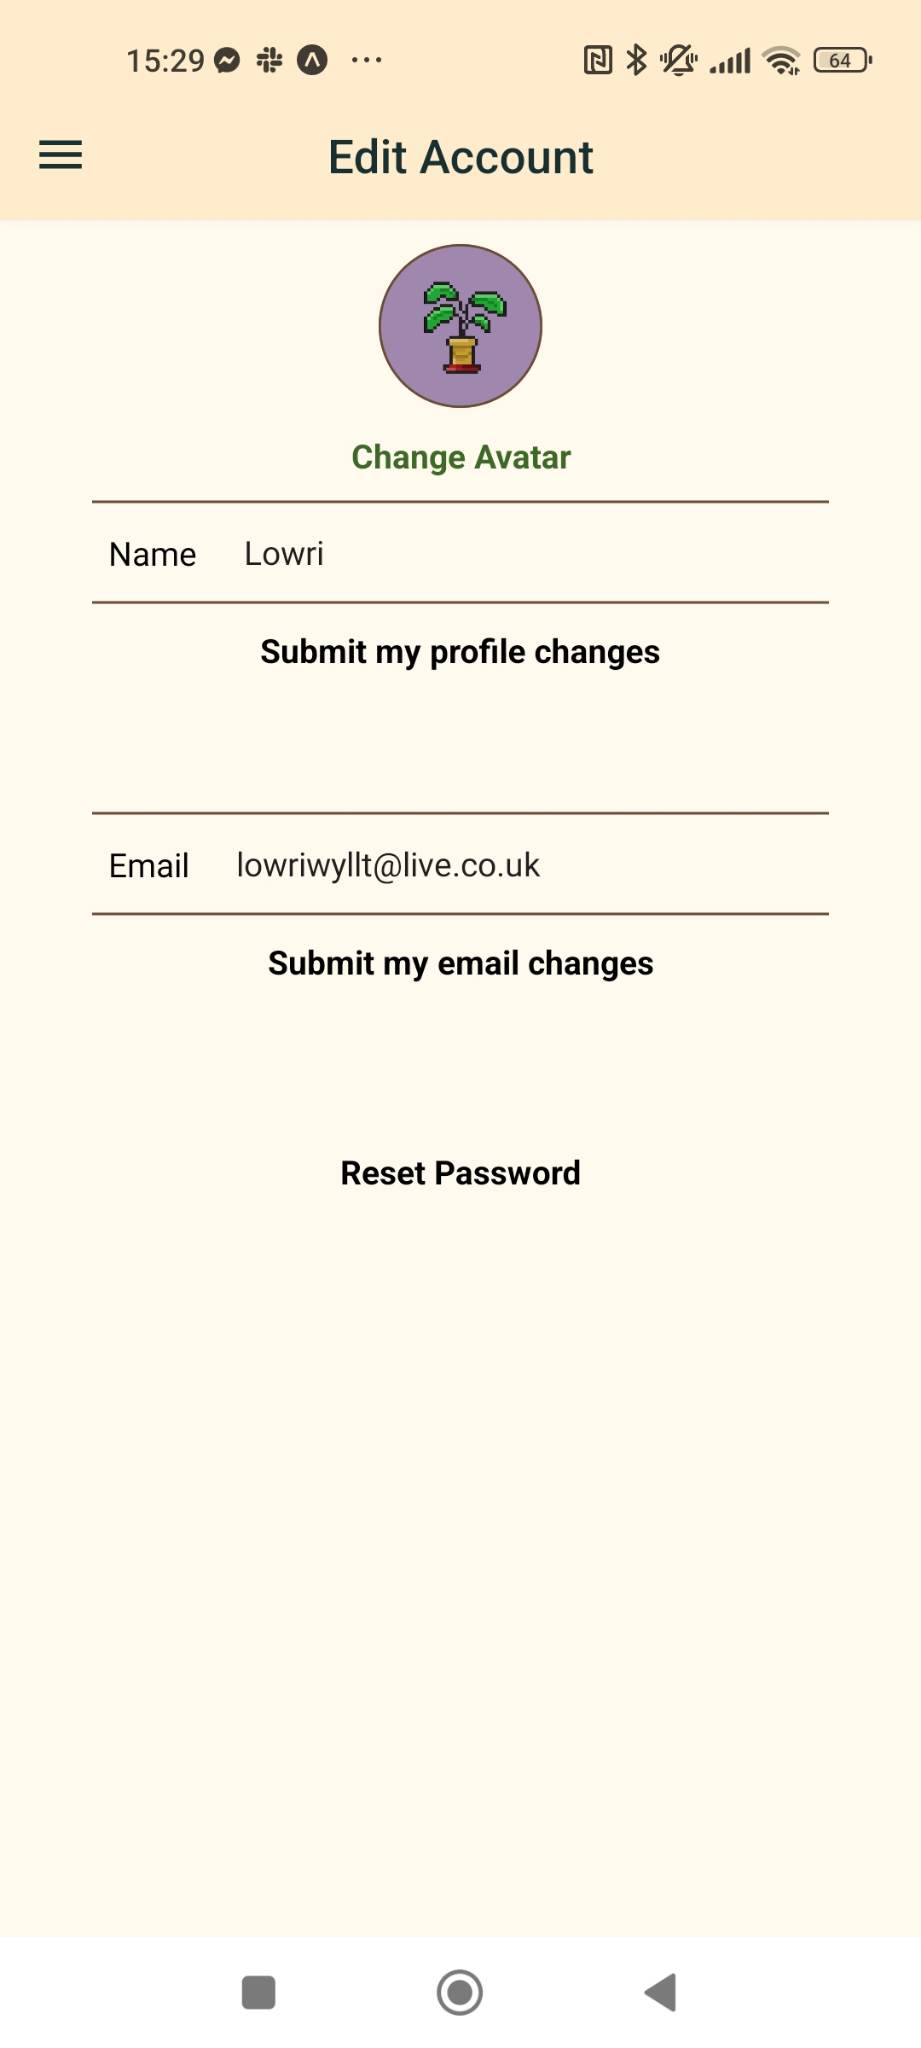 15:29 ... 64
Edit Account
Change Avatar
Name Lowri
Submit my profile changes
Email lowriwyllt@live.co.uk
Submit my email changes
Reset Password